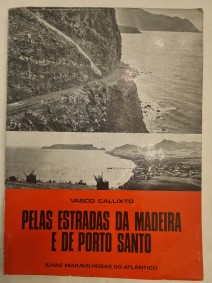 VASCO CALLIXTO
PELAS ESTRADAS DA MADEIRA
E DE PORTO SANTO
ILHAS MARAVILHOSAS DO ATLÂNTICO